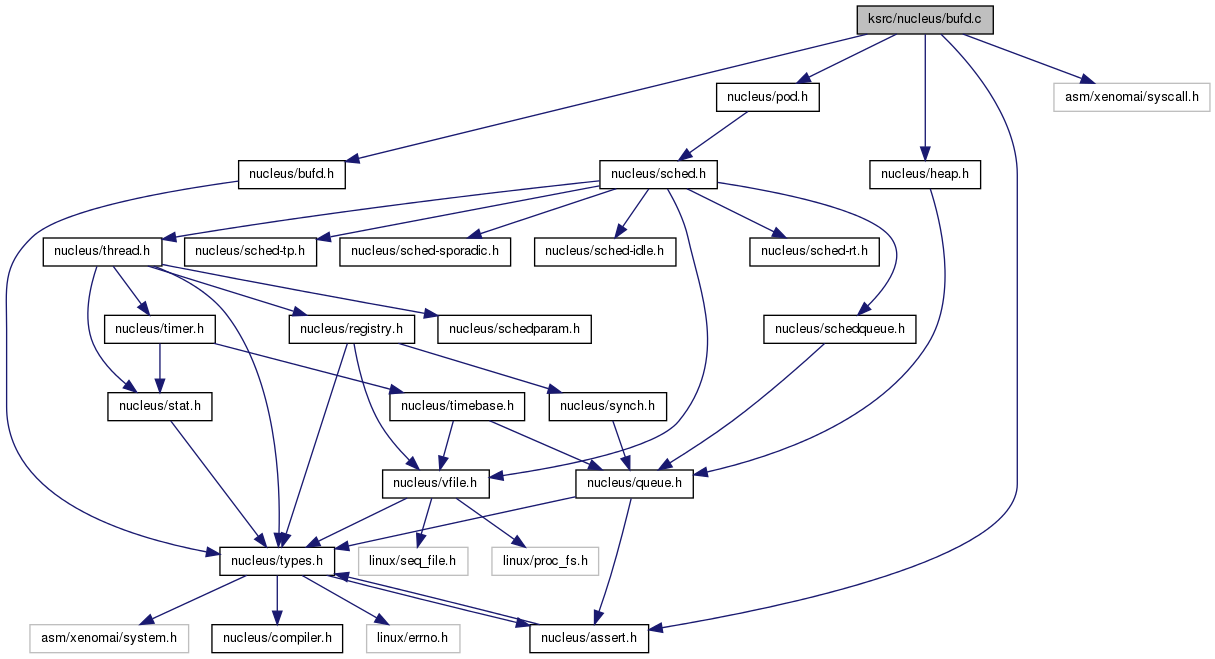 ksrc/nucleus/bufd.c
nucleus/pod.h
asm/xenomai/syscall.h
nucleus/bufd.h
nucleus/sched.h
nucleus/heap.h
nucleus/thread.h
nucleus/sched-tp.h
nucleus/sched-sporadic.h
nucleus/sched-idle.h
nucleus/sched-rt.h
nucleus/timer.h
nucleus/registry.h
nucleus/schedparam.h
nucleus/schedqueue.h
nucleus/stat.h
nucleus/timebase.h
nucleus/synch.h
nucleus/vfile.h
nucleus/queue.h
nucleus/types.h
linux/seq_file.h
linux/proc_fs.h
asm/xenomai/system.h
nucleus/compiler.h
linux/errno.h
nucleus/assert.h